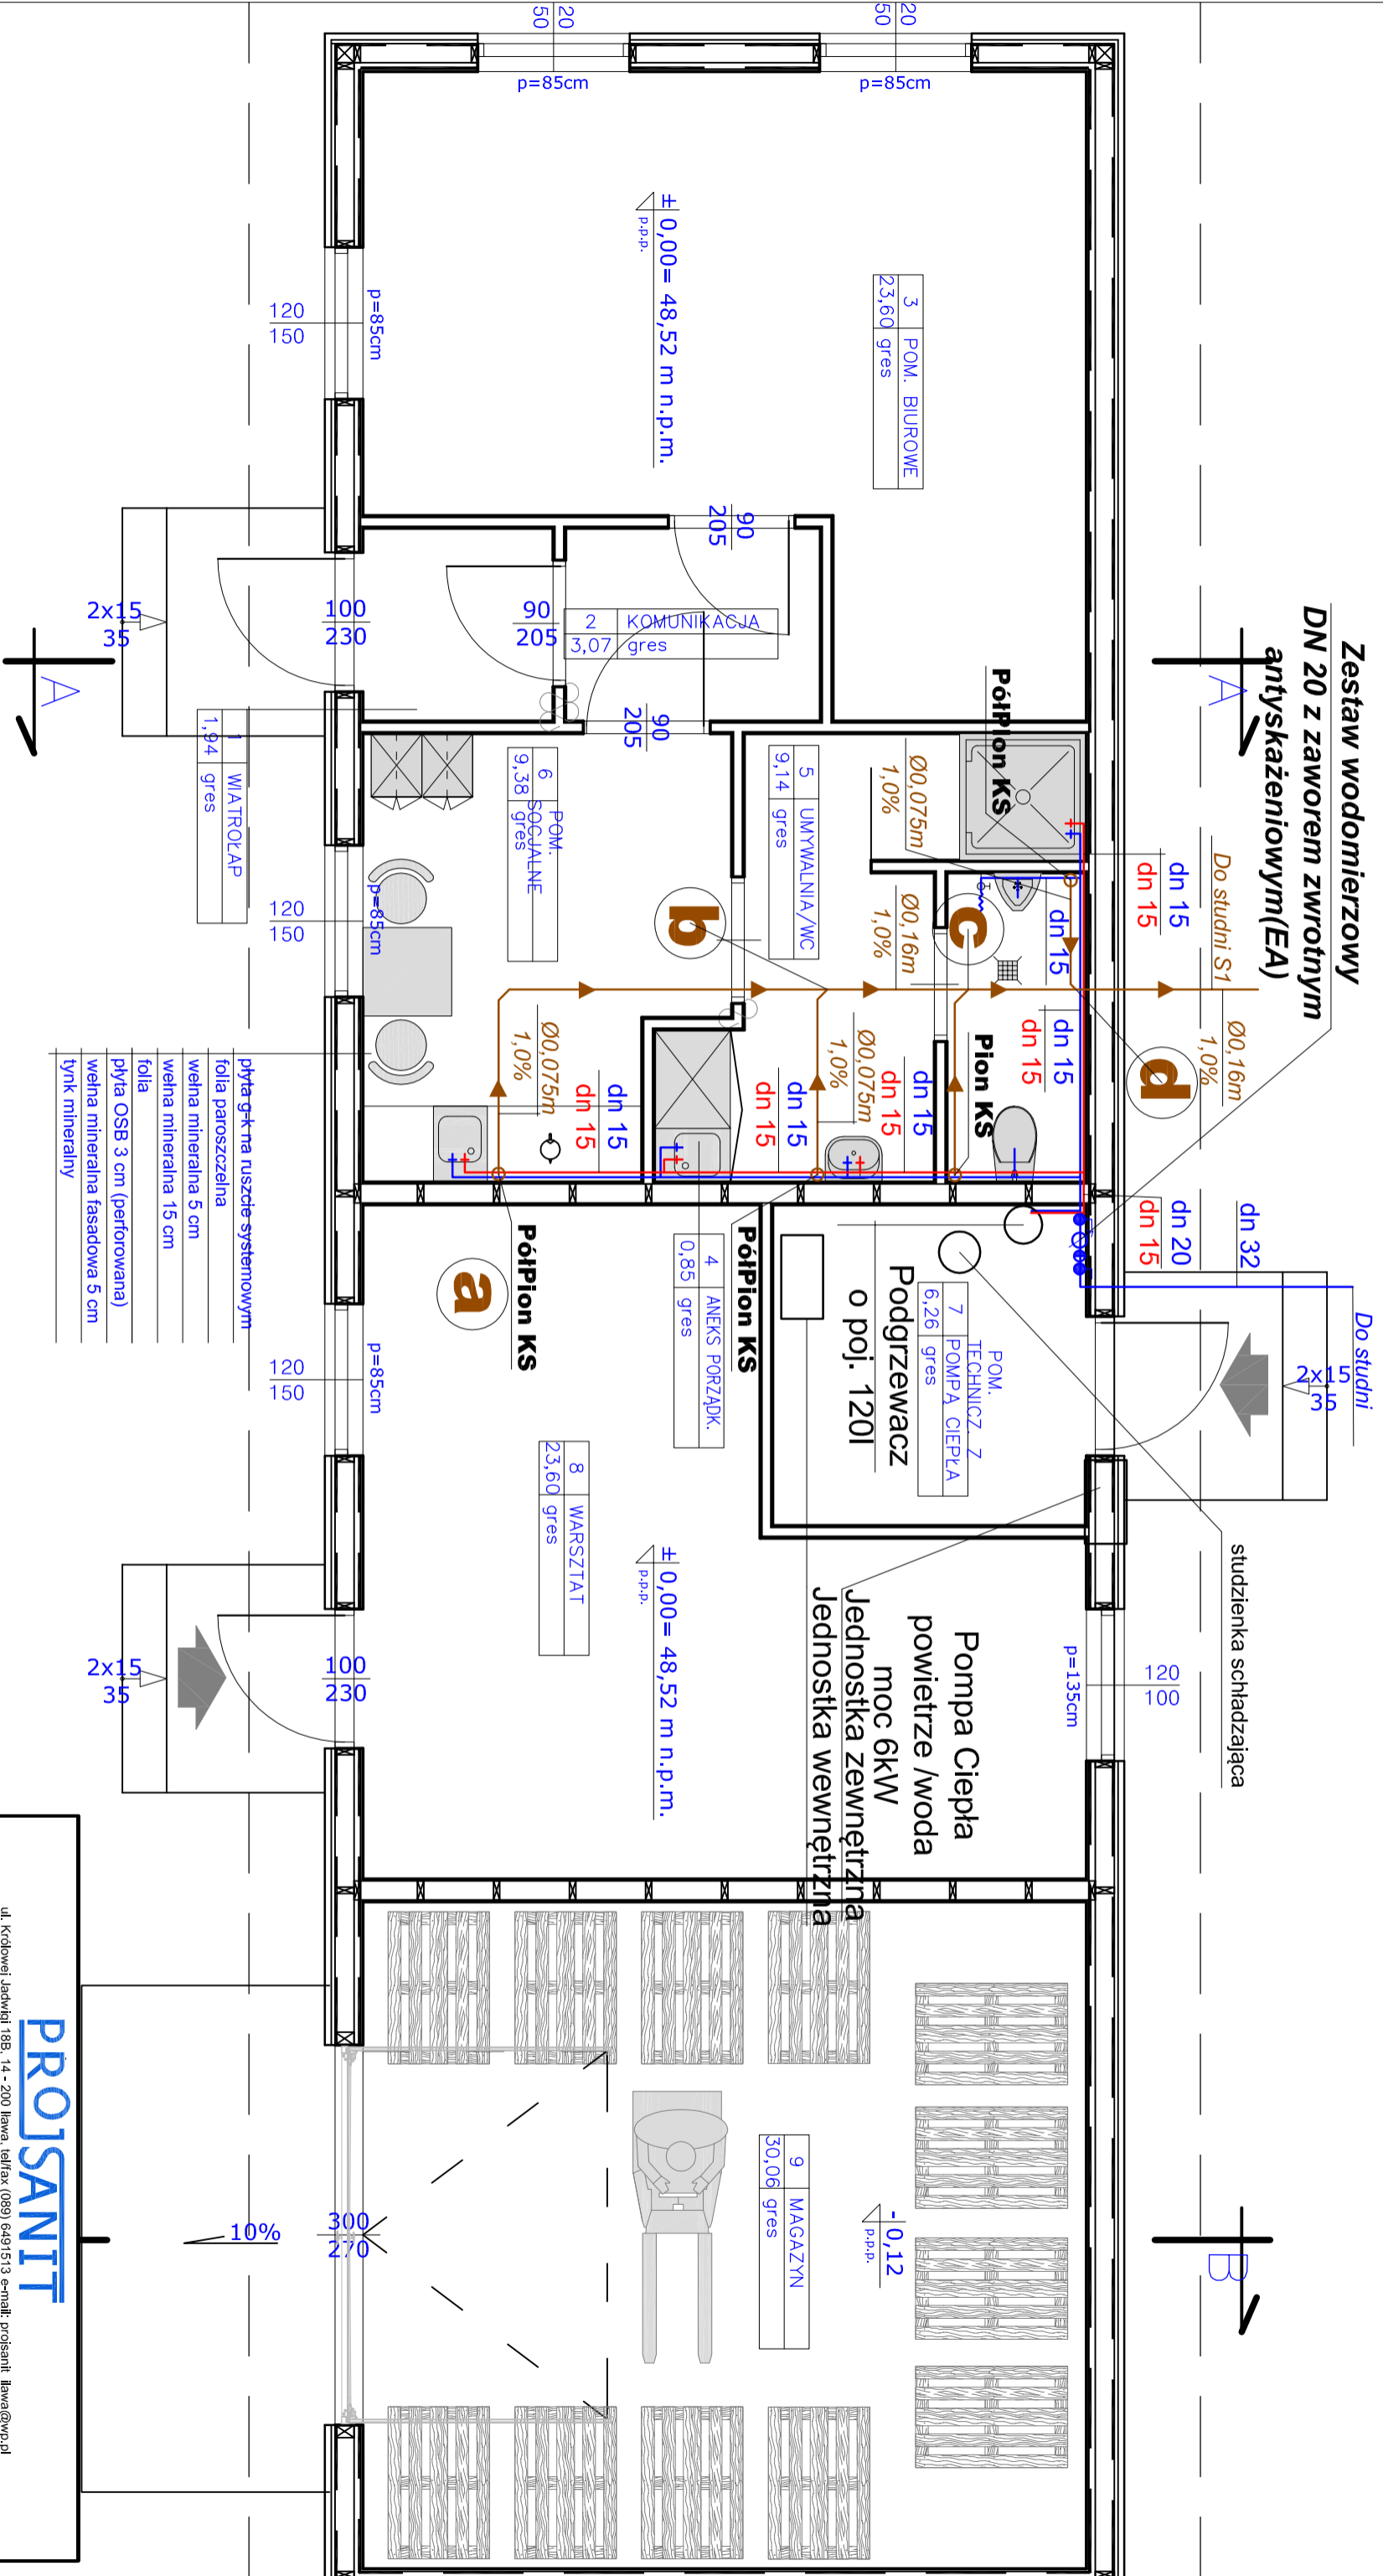 Zestaw wodomierzowy
DN 20 z zaworem zwrotnym
antyskażeniowym(EA)
Do studni
Do studni S1
Ø0,16m
1,0%
dn 32
dn 20
dn 15
dn 15
dn 15
2x15
35
studzienka schładzająca
A
B
50
20
p=85cm
50
20
p=85cm
3 POM. BIUROWE
23,60 gres
± 0,00= 48,52 m n.p.m.
p.p.p.
90
205
2 KOMUNIKACJA
3,07 gres
90
205
90
205
PółPion KS
Ø0,075m
1,0%
5 UMYWALNIA/WC
9,14 gres
Ø0,16m
1,0%
c
dn 15
dn 15
dn 15
d
Pion KS
dn 15
dn 15
Ø0,075m
1,0%
dn 15
dn 15
b
6 POM. SOCJALNE
9,38 gres
Ø0,075m
1,0%
dn 15
dn 15
PółPion KS
a
PółPion KS
4 ANEKS PORZĄDK.
0,85 gres
POM.
TECHNICZ. Z
7 POMPĄ CIEPŁA
6,26 gres
Podgrzewacz
o poj. 120l
Pompa Ciepła
powietrze /woda
moc 6kW
Jednostka zewnętrzna
Jednostka wewnętrzna
p=135cm
120
100
8 WARSZTAT
23,60 gres
± 0,00= 48,52 m n.p.m.
p.p.p.
9 MAGAZYN
30,06 gres
- 0,12
p.p.p.
p=85cm
120
150
100
230
2x15
35
1 WIATROŁAP
1,94 gres
p=85cm
120
150
p=85cm
120
150
100
230
2x15
35
300
270
10%
A
płyta g-k na ruszcie systemowym
folia paroszczelna
wełna mineralna 5 cm
wełna mineralna 15 cm
folia
płyta OSB 3 cm (perforowana)
wełna mineralna fasadowa 5 cm
tynk mineralny
PROJSANIT
ul. Królowej Jadwigi 18B, 14 - 200 Iława, tel/fax (089) 6491513 e-mail: projsanit_ilawa@wp.pl